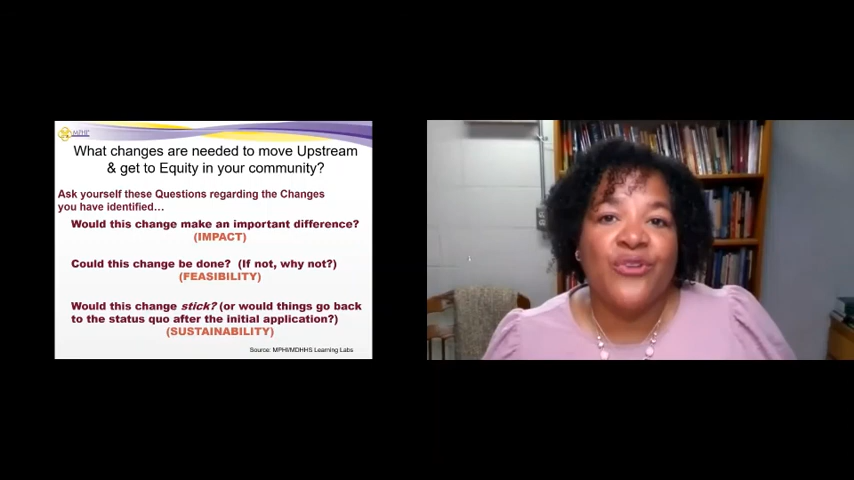 MPHI
What changes are needed to move Upstream
& get to Equity in your community?
Ask yourself these Questions regarding the Changes
you have identified…
Would this change make an important difference?
(IMPACT)
Could this change be done? (If not, why not?)
(FEASIBILITY)
Would this change stick? (or would things go back
to the status quo after the initial application?)
(SUSTAINABILITY)
Source: MPHI/MDHHS Learning Labs